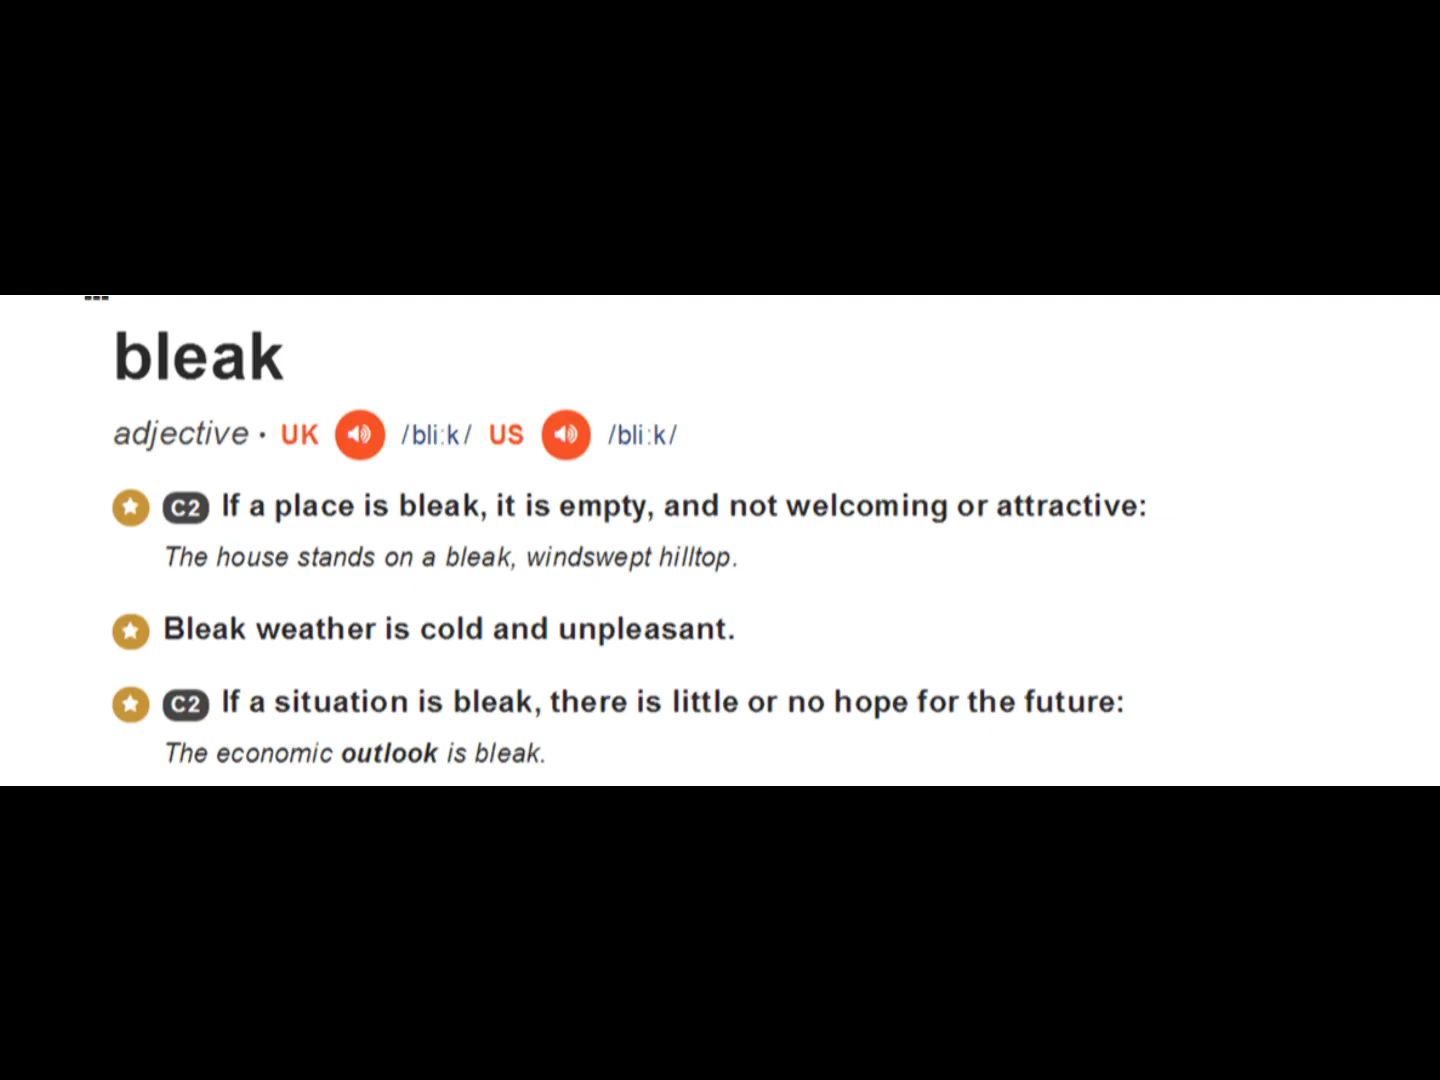 bleak
adjective · UK /bliːk/ US /bliːk/
C2 If a place is bleak, it is empty, and not welcoming or attractive:
The house stands on a bleak, windswept hilltop.
Bleak weather is cold and unpleasant.
C2 If a situation is bleak, there is little or no hope for the future:
The economic outlook is bleak.